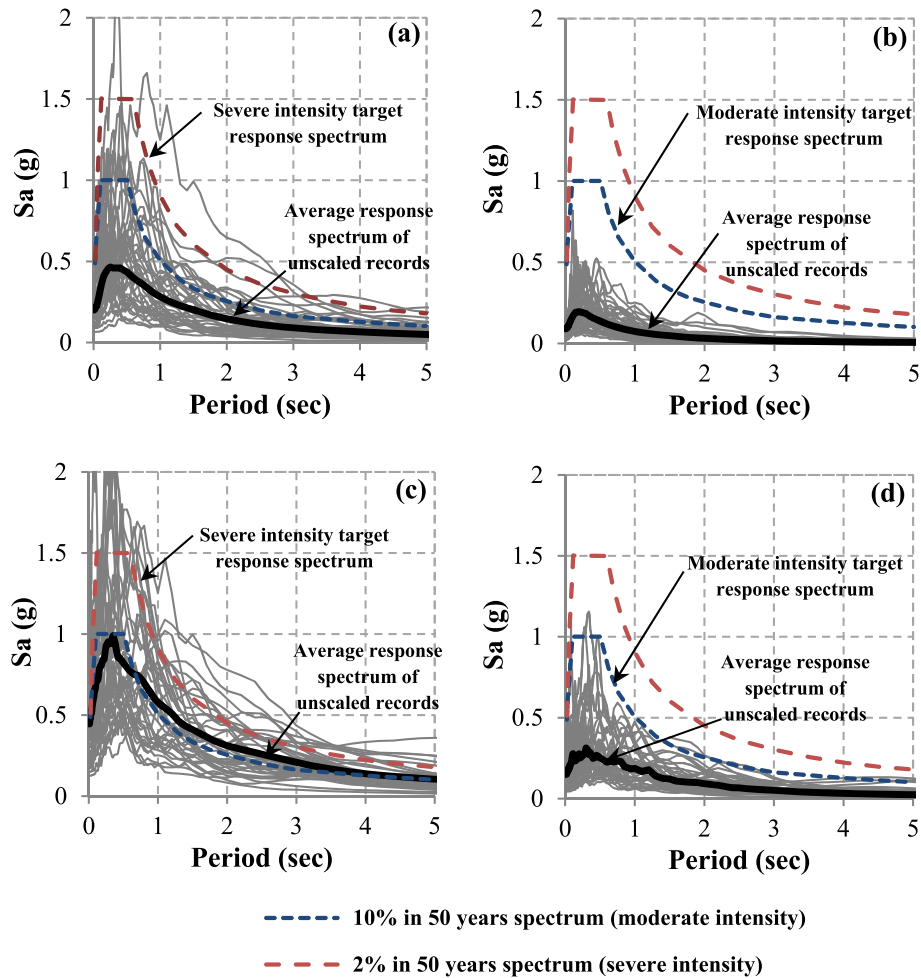 (a)
2
1.5
1
0.5
0
Sa (g)
Severe intensity target
response spectrum
Average response
spectrum of
unscaled records
0 1 2 3 4 5
Period (sec)
(b)
2
1.5
1
0.5
0
Sa (g)
Moderate intensity target
response spectrum
Average response
spectrum of
unscaled records
0 1 2 3 4 5
Period (sec)
(c)
2
1.5
1
0.5
0
Sa (g)
Severe intensity target
response spectrum
Average response
spectrum of
unscaled records
0 1 2 3 4 5
Period (sec)
(d)
2
1.5
1
0.5
0
Sa (g)
Moderate intensity target
response spectrum
Average response
spectrum of
unscaled records
0 1 2 3 4 5
Period (sec)
10% in 50 years spectrum (moderate intensity)
2% in 50 years spectrum (severe intensity)